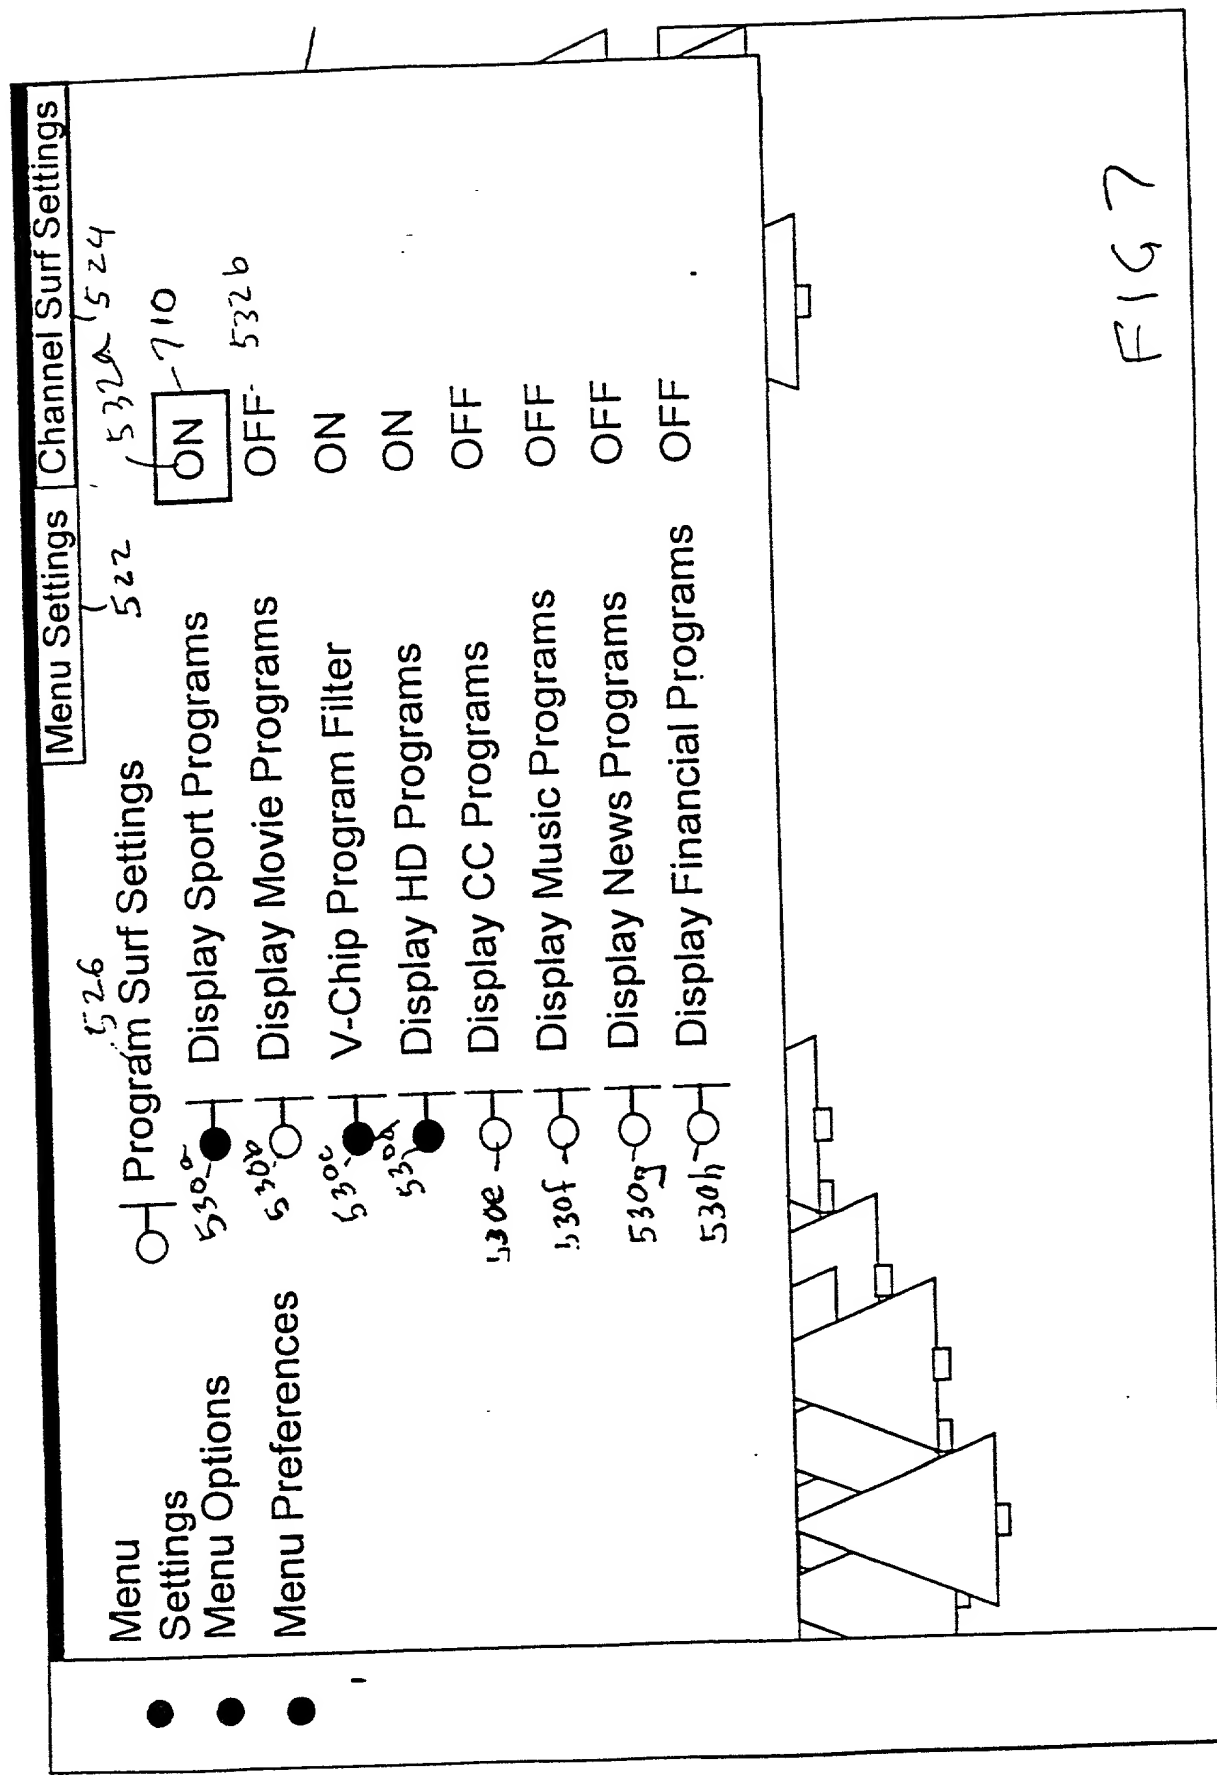 Menu Settings Channel Surf Settings
522 532a 524
526
Menu
Settings
Program Surf Settings
Menu Options
Menu Preferences
530a Display Sport Programs ON 710
530b Display Movie Programs OFF 532b
530c V-Chip Program Filter ON
530d Display HD Programs ON
530e Display CC Programs OFF
530f Display Music Programs OFF
530g Display News Programs OFF
530h Display Financial Programs OFF
FIG 7